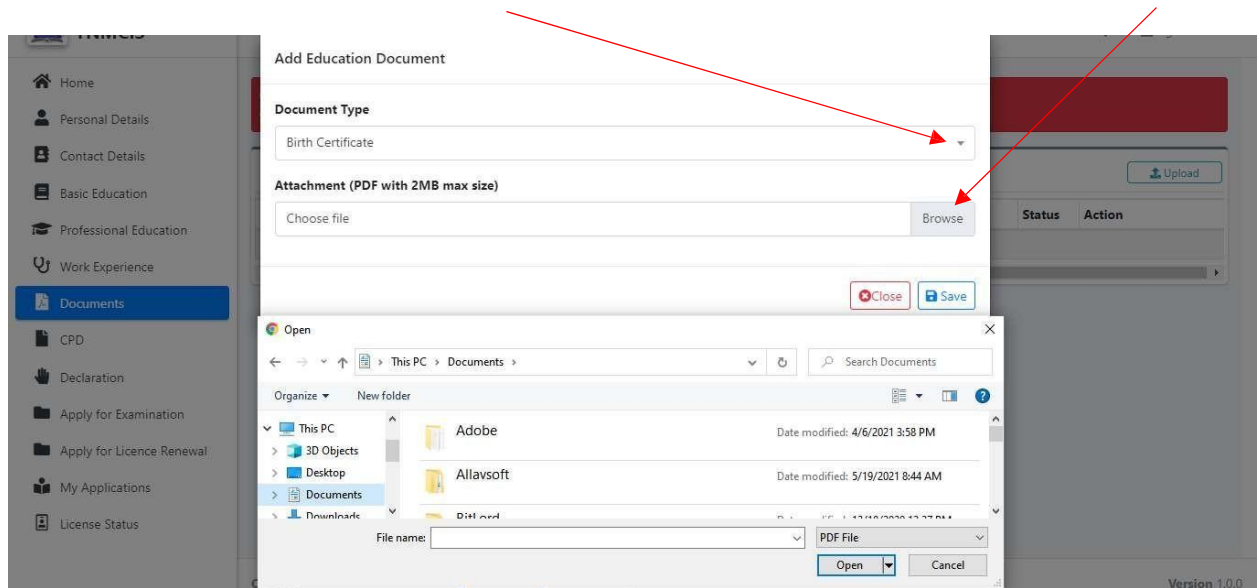 Add Education Document
Home
Personal Details
Contact Details
Basic Education
Professional Education
Work Experience
Documents
CPD
Declaration
Apply for Examination
Apply for Licence Renewal
My Applications
License Status
Document Type
Birth Certificate
Attachment (PDF with 2MB max size)
Choose file Browse
Close Save
Upload
Status Action
Open
This PC > Documents >
Search Documents
Organize New folder
This PC
3D Objects
Desktop
Documents
Downloads
Adobe Date modified: 4/6/2021 3:58 PM
Allavsoft Date modified: 5/19/2021 8:44 AM
File name: PDF File
Open Cancel
Version 1.0.0